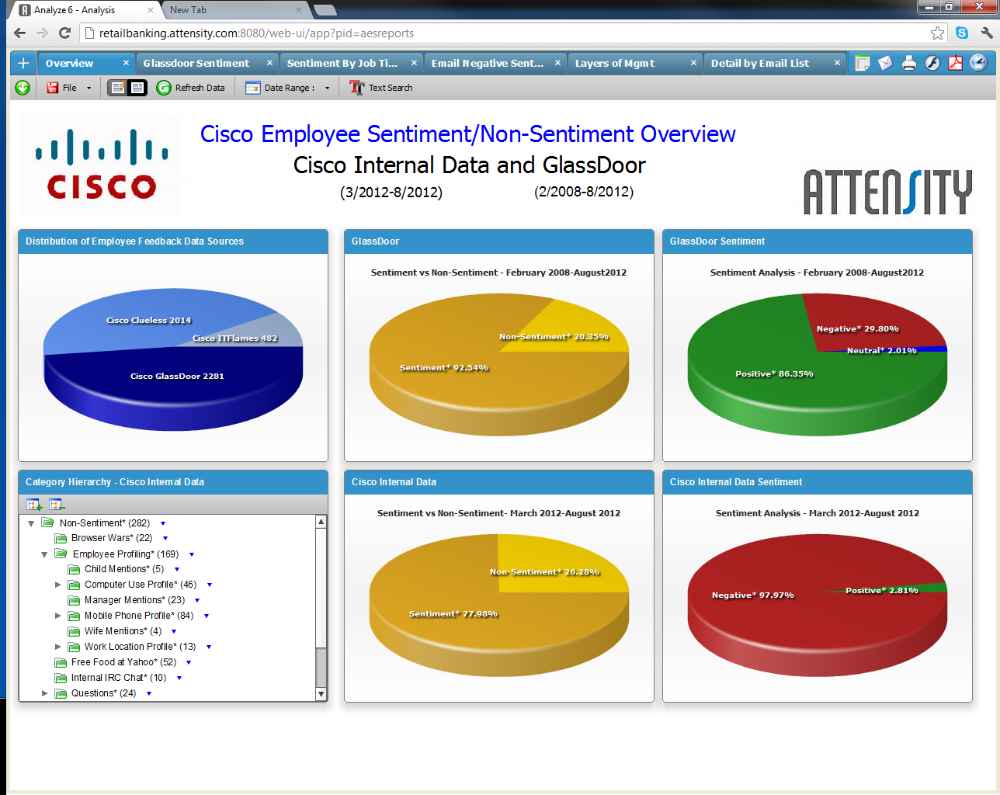 Analyze 6 - Analysis
New Tab
retailbanking.attensity.com:8080/web-ui/app?pid=aesreports
Overview
Glassdoor Sentiment
Sentiment By Job Ti...
Email Negative Sent...
Layers of Mgmt
Detail by Email List
File
Refresh Data
Date Range :
Text Search
CISCO
Cisco Employee Sentiment/Non-Sentiment Overview
Cisco Internal Data and GlassDoor
(3/2012-8/2012) (2/2008-8/2012)
ATTENSITY
Distribution of Employee Feedback Data Sources
Cisco Clueless 2014
Cisco ITFlames 482
Cisco GlassDoor 2281
GlassDoor
Sentiment vs Non-Sentiment - February 2008-August2012
Non-Sentiment* 20.35%
Sentiment* 92.54%
GlassDoor Sentiment
Sentiment Analysis - February 2008-August2012
Negative* 29.80%
Neutral* 2.01%
Positive* 86.35%
Category Hierarchy - Cisco Internal Data
Non-Sentiment* (282)
Browser Wars* (22)
Employee Profiling* (169)
Child Mentions* (5)
Computer Use Profile* (46)
Manager Mentions* (23)
Mobile Phone Profile* (84)
Wife Mentions* (4)
Work Location Profile* (13)
Free Food at Yahoo* (52)
Internal IRC Chat* (10)
Questions* (24)
Cisco Internal Data
Sentiment vs Non-Sentiment- March 2012-August 2012
Non-Sentiment* 26.28%
Sentiment* 77.98%
Cisco Internal Data Sentiment
Sentiment Analysis - March 2012-August 2012
Negative* 97.97%
Positive* 2.81%